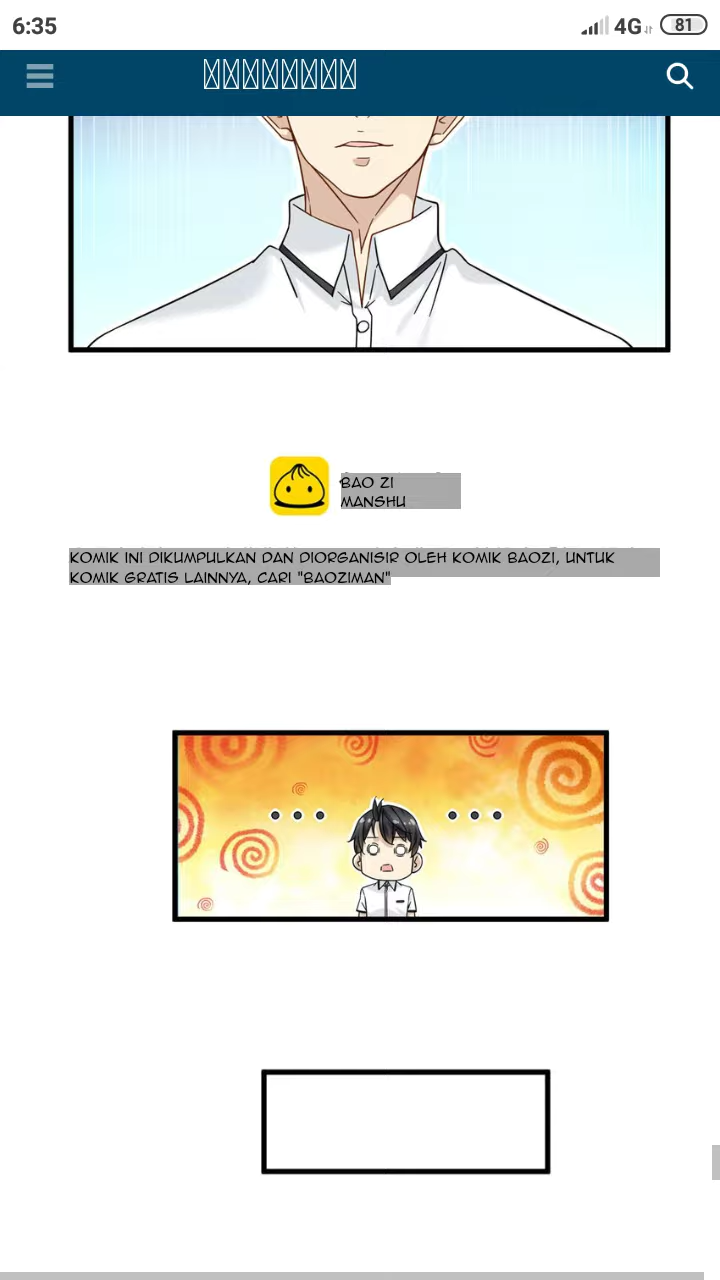 6:35
4G
81
BAO ZI
MANSHU
KOMIK INI DIKUMPULKAN DAN DIORGANISIR OLEH KOMIK BAOZI, UNTUK
KOMIK GRATIS LAINNYA, CARI "BAOZIMAN"
... ...